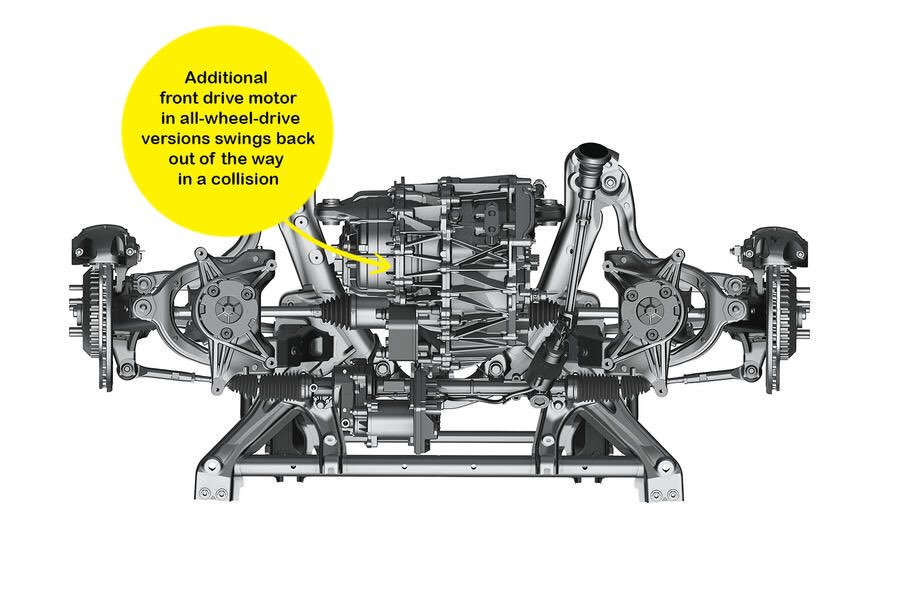 Additional
front drive motor
in all-wheel-drive
versions swings back
out of the way
in a collision